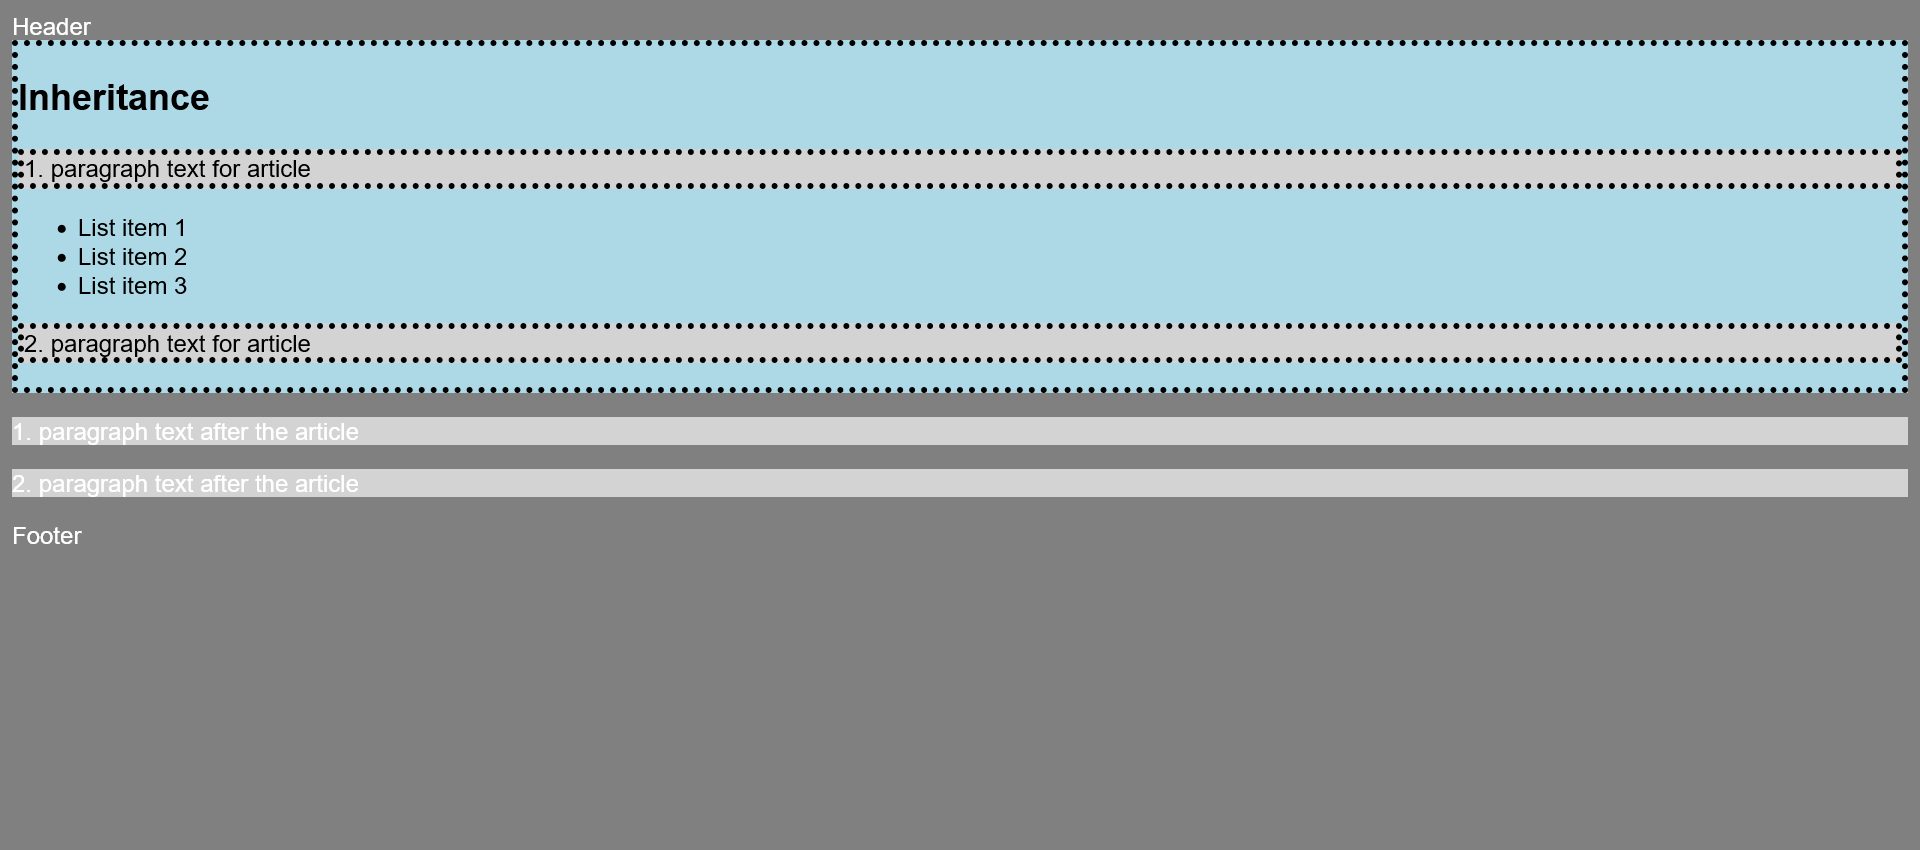 Header
Inheritance
1. paragraph text for article
• List item 1
• List item 2
• List item 3
2. paragraph text for article
1. paragraph text after the article
2. paragraph text after the article
Footer